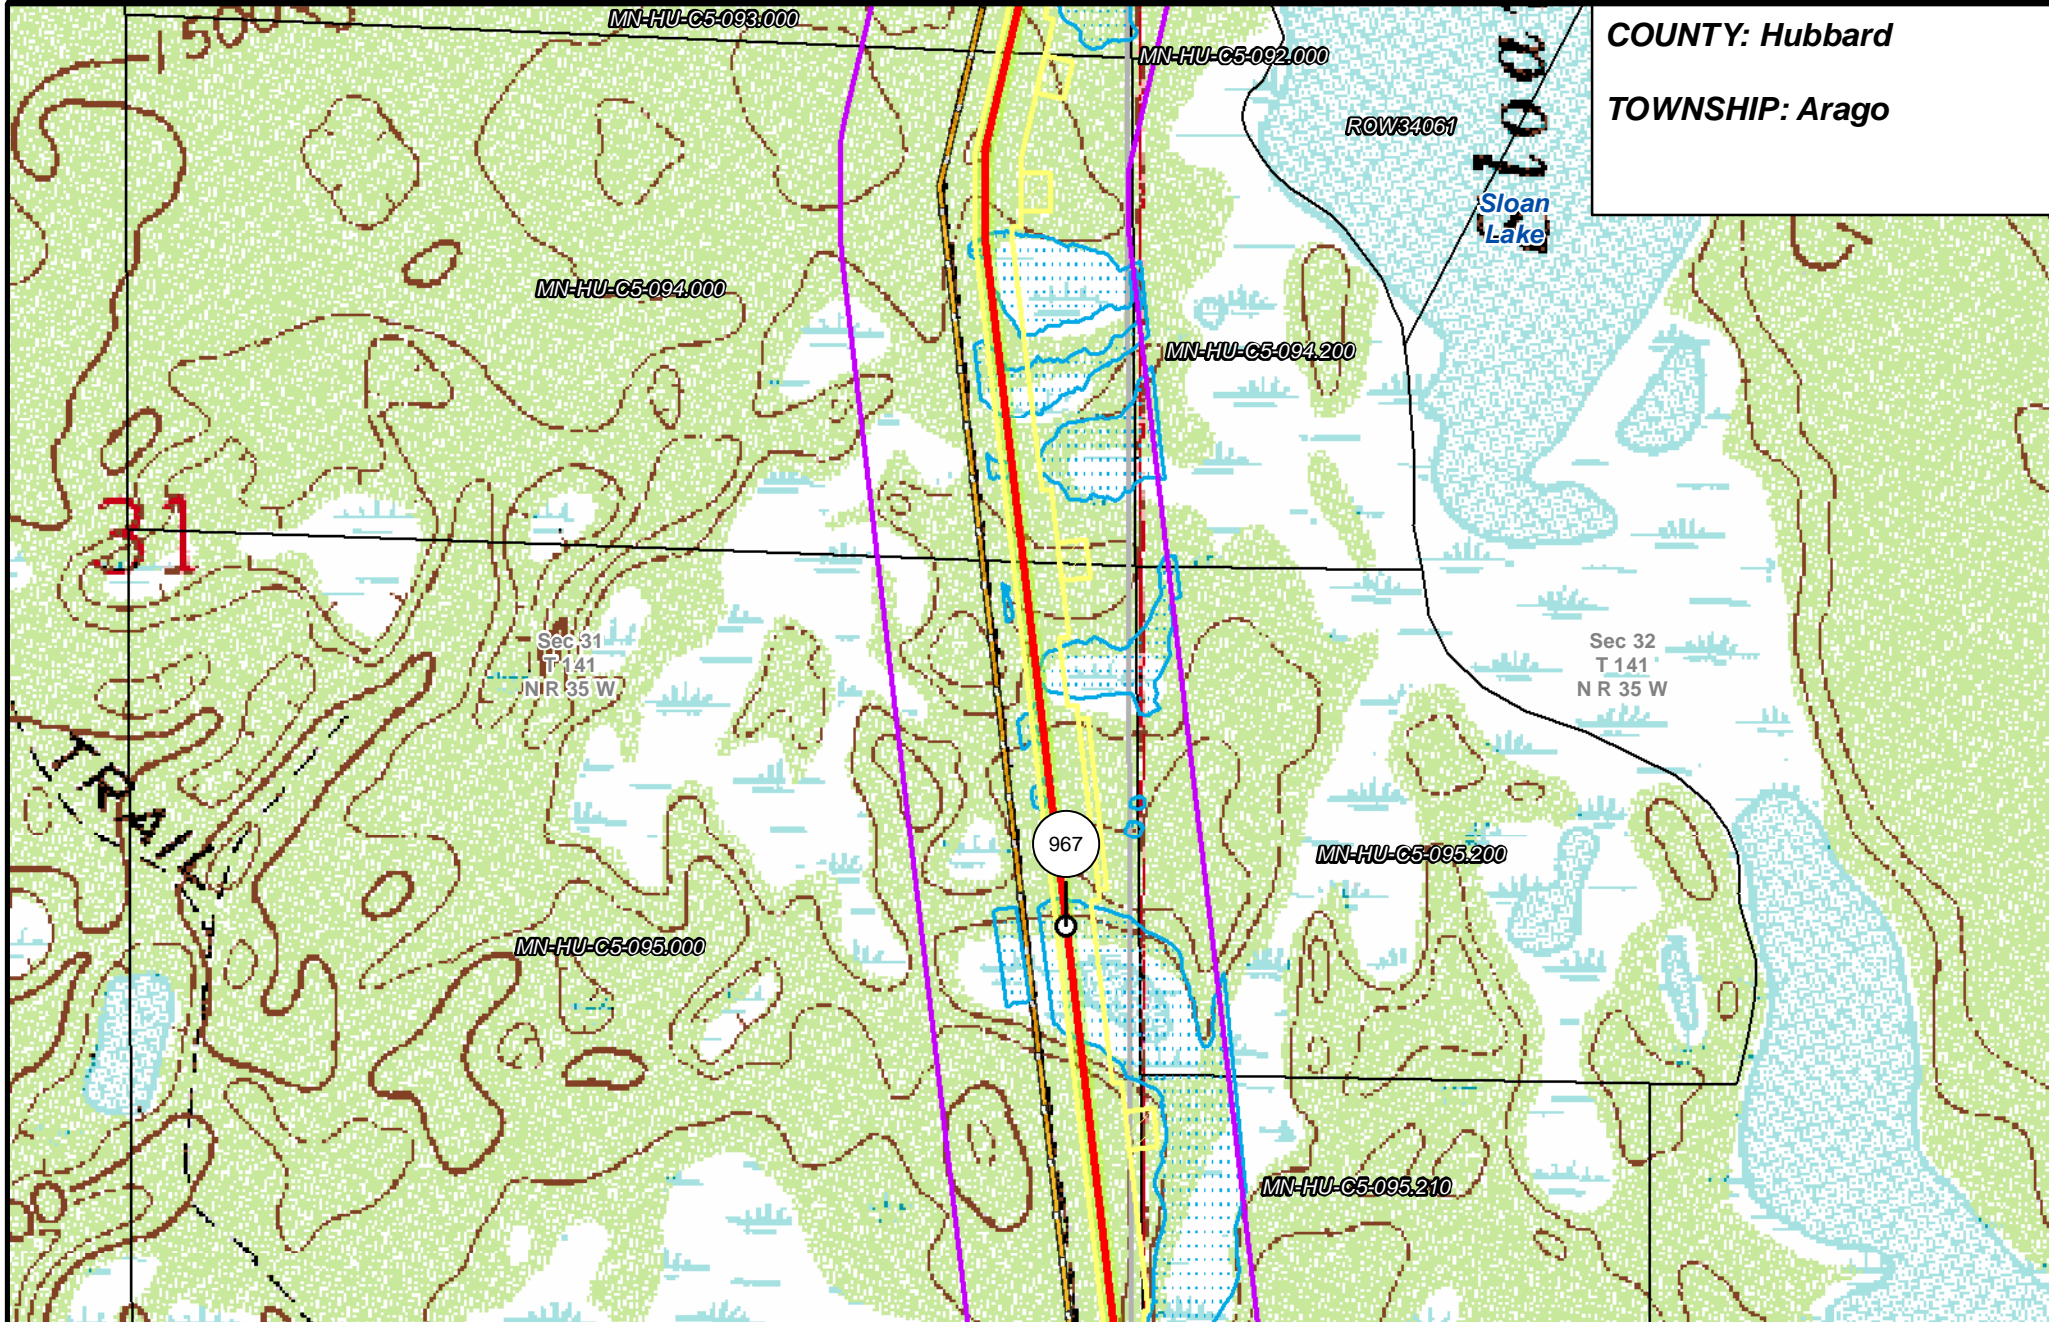 MN-HU-C5-093.000
1500
MN-HU-C5-092.000
COUNTY: Hubbard
TOWNSHIP: Arago
ROW34061
Sloan
Lake
MN-HU-C5-094.000
MN-HU-C5-094.200
31
Sec 31
T 141
N R 35 W
Sec 32
T 141
N R 35 W
TRAIL
967
MN-HU-C5-095.200
MN-HU-C5-095.000
MN-HU-C5-095.210